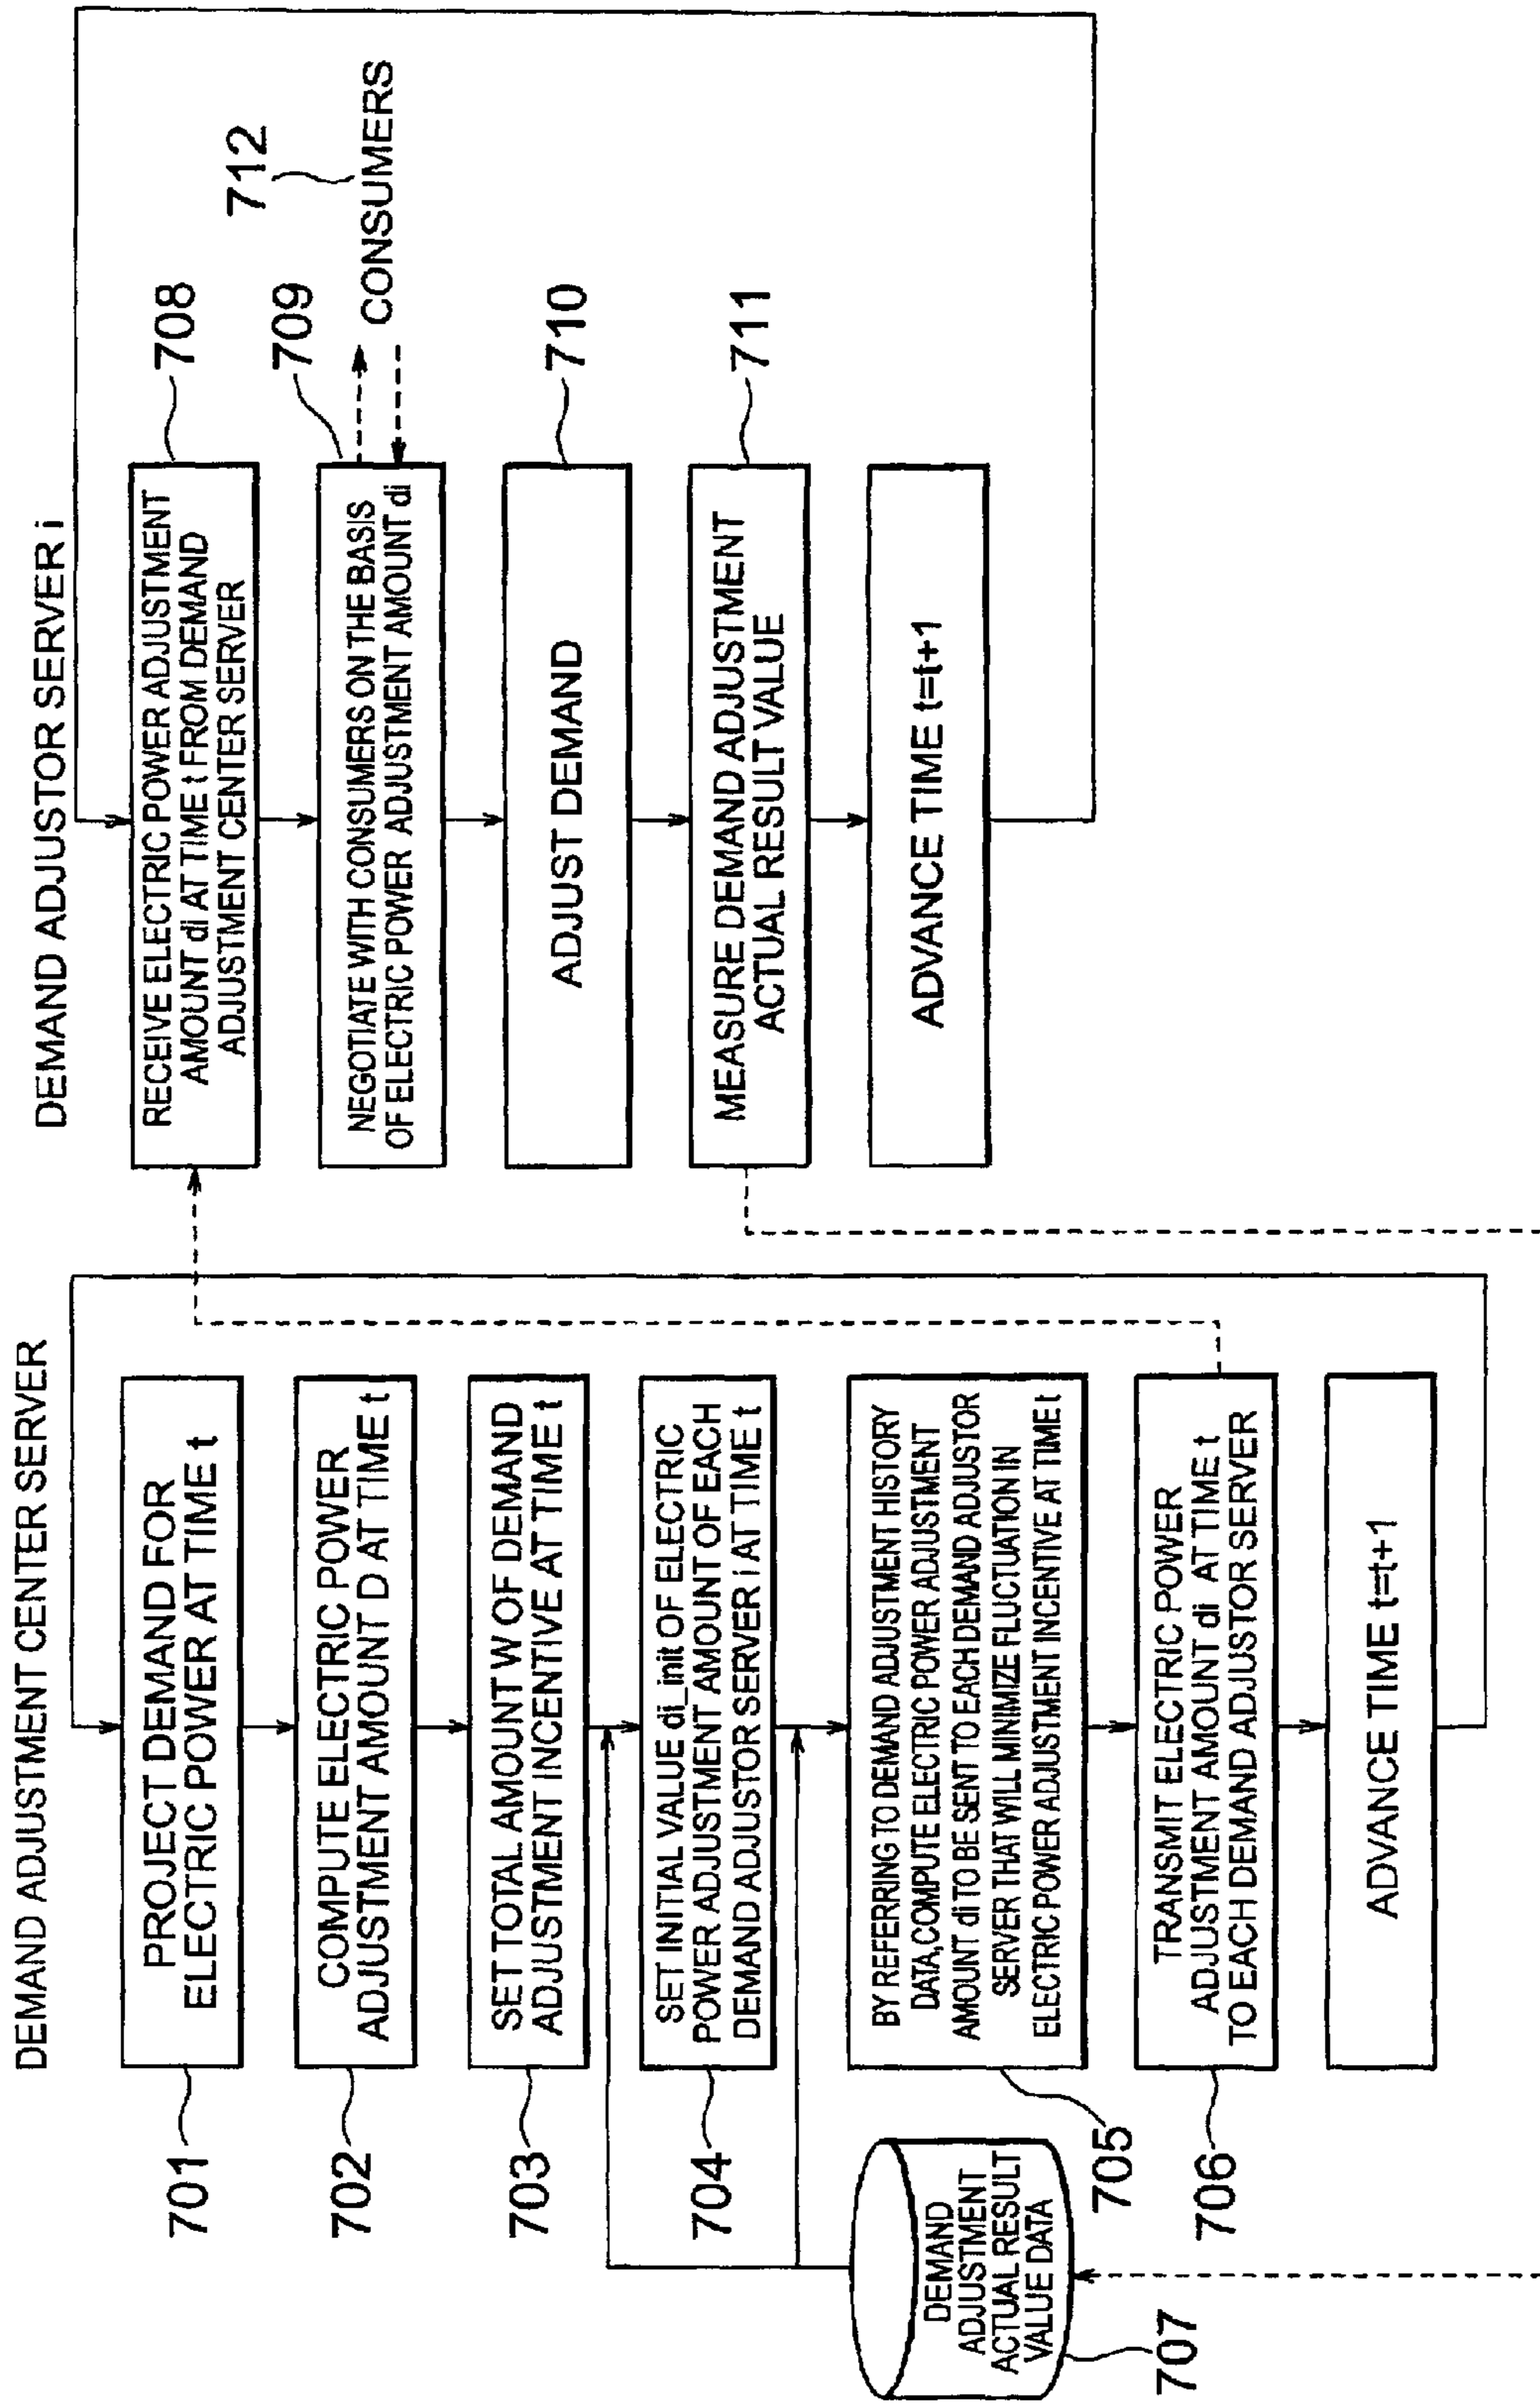 DEMAND ADJUSTMENT CENTER SERVER
701
PROJECT DEMAND FOR
ELECTRIC POWER AT TIME t
702
COMPUTE ELECTRIC POWER
ADJUSTMENT AMOUNT D AT TIME t
703
SET TOTAL AMOUNT W OF DEMAND
ADJUSTMENT INCENTIVE AT TIME t
704
SET INITIAL VALUE di_init OF ELECTRIC
POWER ADJUSTMENT AMOUNT OF EACH
DEMAND ADJUSTOR SERVER i AT TIME t
705
BY REFERRING TO DEMAND ADJUSTMENT HISTORY
DATA,COMPUTE ELECTRIC POWER ADJUSTMENT
AMOUNT di TO BE SENT TO EACH DEMAND ADJUSTOR
SERVER THAT WILL MINIMIZE FLUCTUATION IN
ELECTRIC POWER ADJUSTMENT INCENTIVE AT TIME t
706
TRANSMIT ELECTRIC POWER
ADJUSTMENT AMOUNT di AT TIME t
TO EACH DEMAND ADJUSTOR SERVER
ADVANCE TIME t=t+1
DEMAND
ADJUSTMENT
ACTUAL RESULT
VALUE DATA
707
DEMAND ADJUSTOR SERVER i
RECEIVE ELECTRIC POWER ADJUSTMENT
AMOUNT di AT TIME t FROM DEMAND
ADJUSTMENT CENTER SERVER
708
NEGOTIATE WITH CONSUMERS ON THE BASIS
OF ELECTRIC POWER ADJUSTMENT AMOUNT di
709
CONSUMERS
712
ADJUST DEMAND
710
MEASURE DEMAND ADJUSTMENT
ACTUAL RESULT VALUE
711
ADVANCE TIME t=t+1